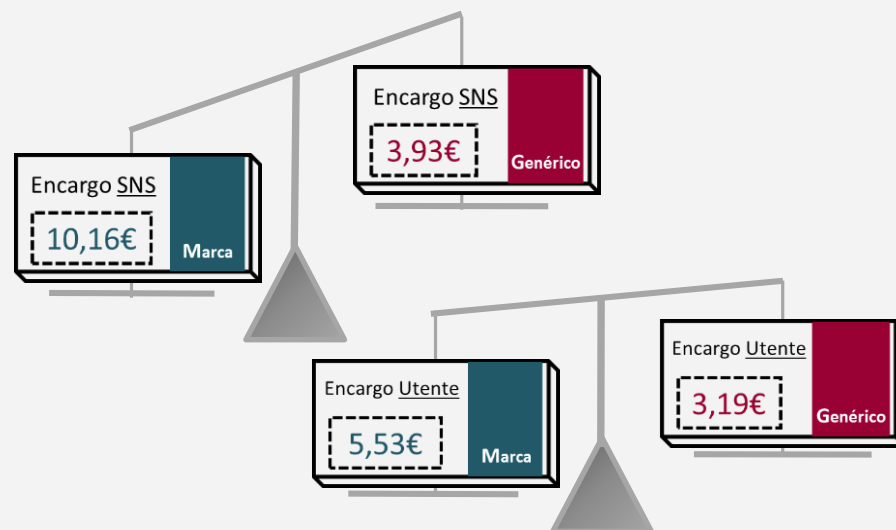 Encargo SNS
3,93€
Genérico
Encargo SNS
10,16€
Marca
Encargo Utente
3,19€
Genérico
Encargo Utente
5,53€
Marca